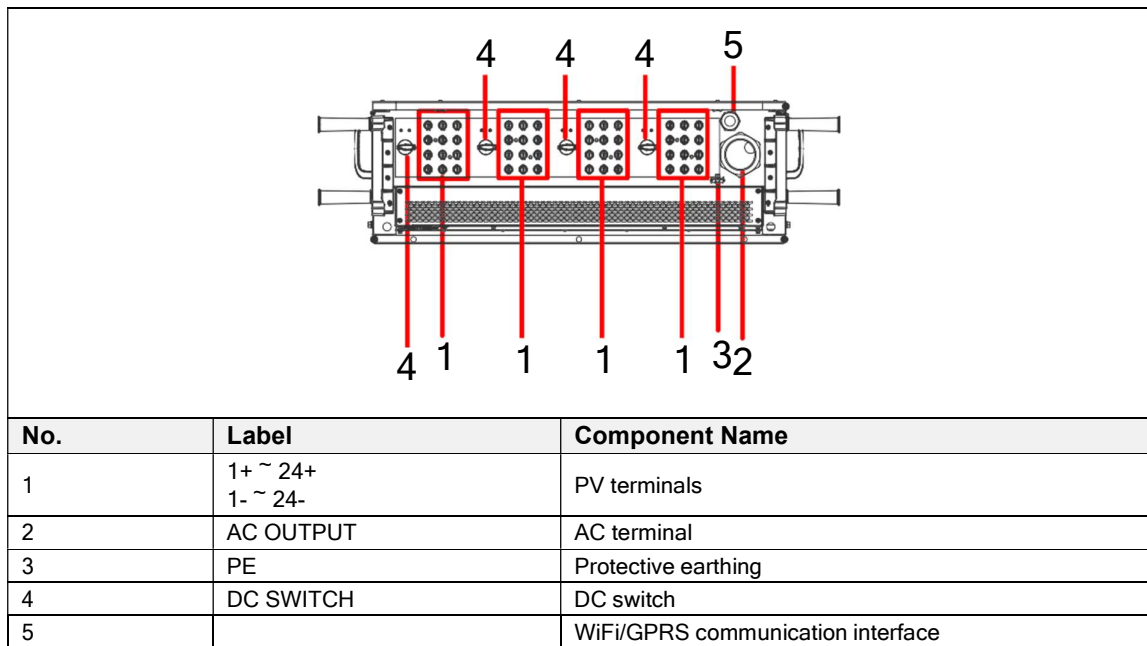 4 4 4 5
4 1 1 1 1 3 2
No. Label Component Name
1 1+ ~ 24+ PV terminals
1- ~ 24-
2 AC OUTPUT AC terminal
3 PE Protective earthing
4 DC SWITCH DC switch
5 WiFi/GPRS communication interface